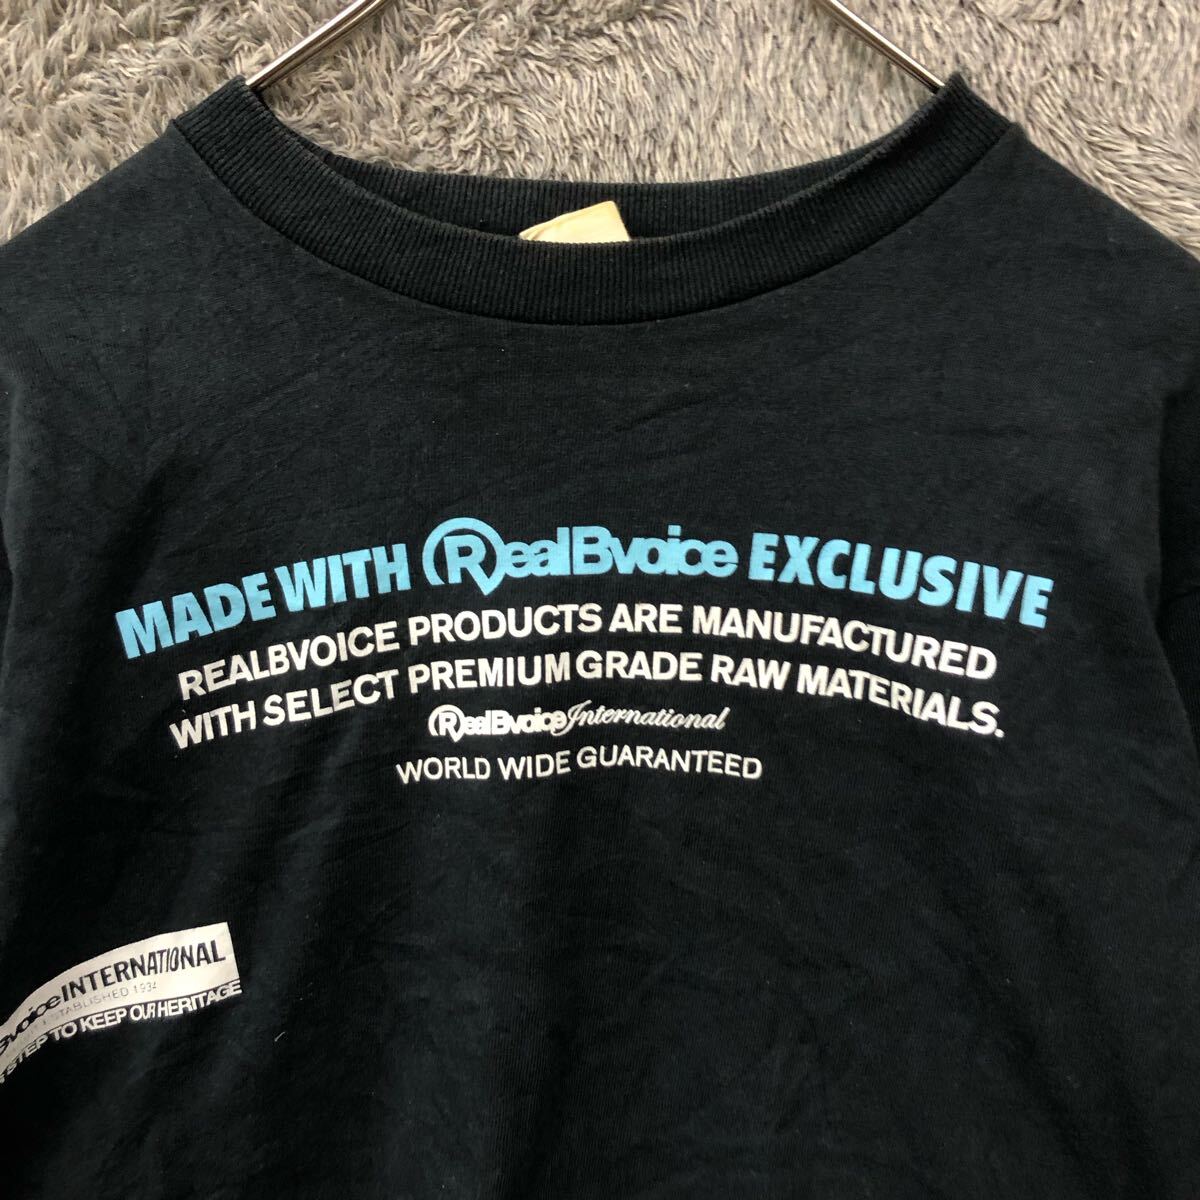 MADE WITH RealBvoice EXCLUSIVE
REALBVOICE PRODUCTS ARE MANUFACTURED
WITH SELECT PREMIUM GRADE RAW MATERIALS.
RealBvoice International
WORLD WIDE GUARANTEED
Bvoice INTERNATIONAL
ESTABLISHED 1934
STEP TO KEEP OUR HERITAGE